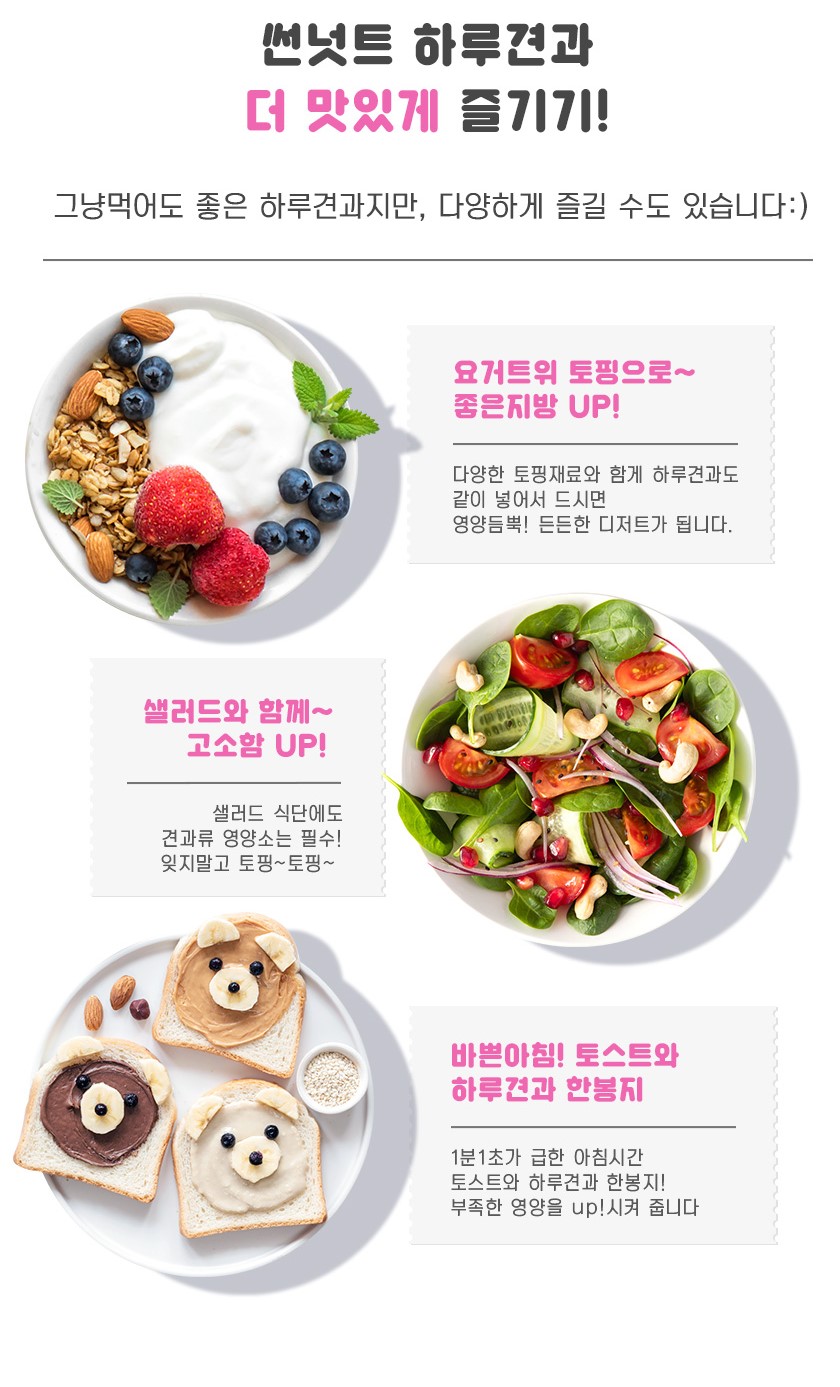 썬넛트 하루견과
더 맛있게 즐기기!
그냥먹어도 좋은 하루견과지만, 다양하게 즐길 수도 있습니다:)
요거트위 토핑으로~
좋은지방 UP!
다양한 토핑재료와 함게 하루견과도
같이 넣어서 드시면
영양듬뿍! 든든한 디저트가 됩니다.
샐러드와 함께~
고소함 UP!
샐러드 식단에도
견과류 영양소는 필수!
잊지말고 토핑~토핑~
바쁜아침! 토스트와
하루견과 한봉지
1분1초가 급한 아침시간
토스트와 하루견과 한봉지!
부족한 영양을 up!시켜 줍니다